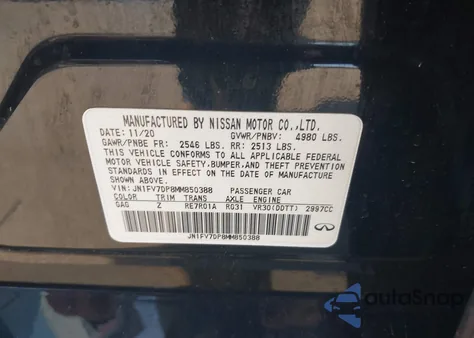 MANUFACTURED BY NISSAN MOTOR CO.,LTD.
DATE: 11/20 GVWR/PNBV: 4980 LBS.
GAWR/PNBE FR: 2546 LBS. RR: 2513 LBS.
THIS VEHICLE CONFORMS TO ALL APPLICABLE FEDERAL
MOTOR VEHICLE SAFETY,BUMPER,AND THEFT PREVENTION
STANDARDS IN EFFECT ON THE DATE OF MANUFACTURE
SHOWN ABOVE.
VIN: JN1FV7DP8MM850388 PASSENGER CAR
COLOR TRIM TRANS AXLE ENGINE
GAG Z RE7R01A RG31 VR30(DDTT) 2997CC
JN1FV7DP8MM850388
autoSnap